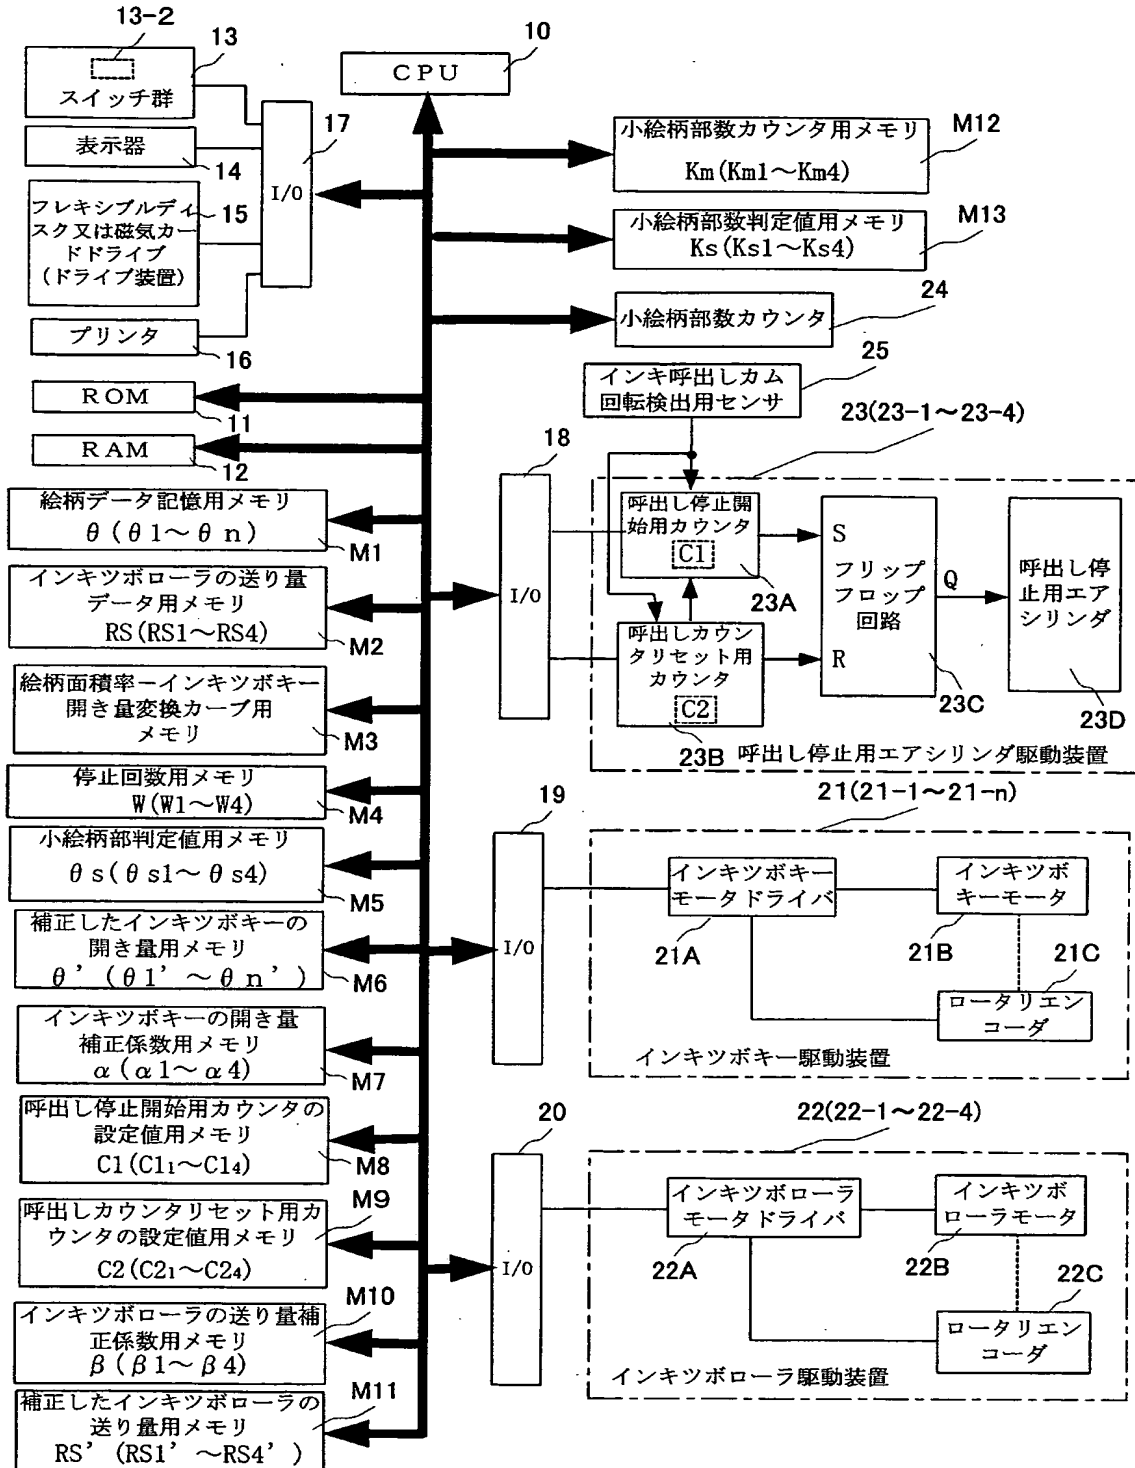 13-2
13
スイッチ群
表示器
14
フレキシブルディ
スク又は磁気カー
ドドライブ
(ドライブ装置)
15
プリンタ
16
I/O
17
CPU
10
ROM
11
RAM
12
絵柄データ記憶用メモリ
θ(θ1~θn)
M1
インキツボローラの送り量
データ用メモリ
RS(RS1~RS4)
M2
絵柄面積率-インキツボキー
開き量変換カーブ用
メモリ
M3
停止回数用メモリ
W(W1~W4)
M4
小絵柄部判定値用メモリ
θs(θs1~θs4)
M5
補正したインキツボキーの
開き量用メモリ
θ'(θ1'~θn')
M6
インキツボキーの開き量
補正係数用メモリ
α(α1~α4)
M7
呼出し停止開始用カウンタの
設定値用メモリ
C1(C1₁~C1₄)
M8
呼出しカウンタリセット用カ
ウンタの設定値用メモリ
C2(C2₁~C2₄)
M9
インキツボローラの送り量補
正係数用メモリ
β(β1~β4)
M10
補正したインキツボローラの
送り量用メモリ
RS'(RS1'~RS4')
M11
小絵柄部数カウンタ用メモリ
Km(Km1~Km4)
M12
小絵柄部数判定値用メモリ
Ks(Ks1~Ks4)
M13
小絵柄部数カウンタ
24
インキ呼出しカム
回転検出用センサ
25
23(23-1~23-4)
18
I/O
呼出し停止開
始用カウンタ
C1
23A
呼出しカウン
タリセット用
カウンタ
C2
23B
S
フリップ
フロップ
回路
R
Q
23C
呼出し停
止用エア
シリンダ
23D
呼出し停止用エアシリンダ駆動装置
19
I/O
21(21-1~21-n)
インキツボキー
モータドライバ
21A
インキツボ
キーモータ
21B
21C
ロータリエン
コーダ
インキツボキー駆動装置
20
I/O
22(22-1~22-4)
インキツボローラ
モータドライバ
22A
インキツボ
ローラモータ
22B
22C
ロータリエン
コーダ
インキツボローラ駆動装置